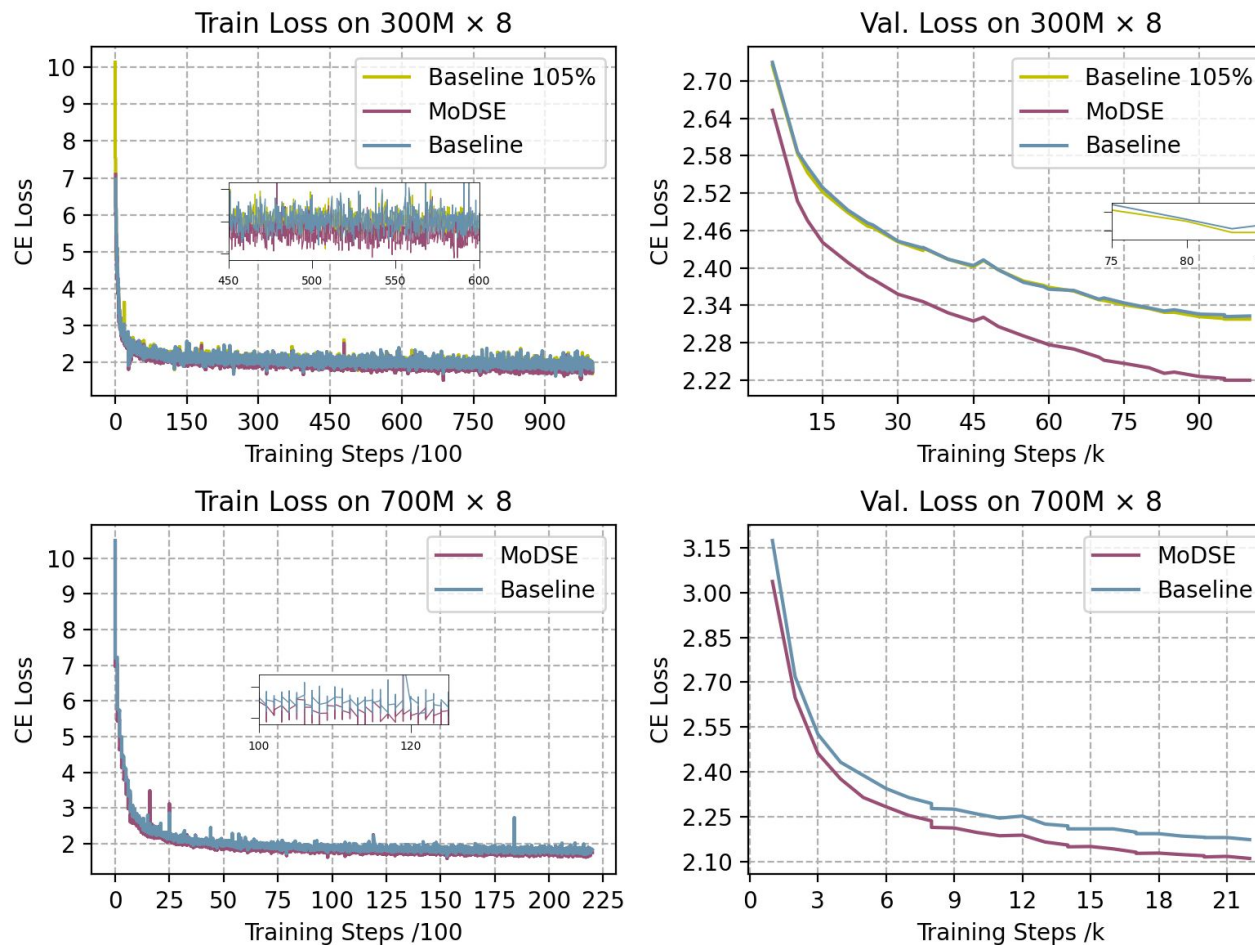 Train Loss on 300M × 8
CE Loss
10
9
8
7
6
5
4
3
2
Baseline 105%
MoDSE
Baseline
450 500 550 600
0 150 300 450 600 750 900
Training Steps /100
Val. Loss on 300M × 8
CE Loss
2.70
2.64
2.58
2.52
2.46
2.40
2.34
2.28
2.22
Baseline 105%
MoDSE
Baseline
75 80
15 30 45 60 75 90
Training Steps /k
Train Loss on 700M × 8
CE Loss
10
9
8
7
6
5
4
3
2
MoDSE
Baseline
100 120
0 25 50 75 100 125 150 175 200 225
Training Steps /100
Val. Loss on 700M × 8
CE Loss
3.15
3.00
2.85
2.70
2.55
2.40
2.25
2.10
MoDSE
Baseline
0 3 6 9 12 15 18 21
Training Steps /k